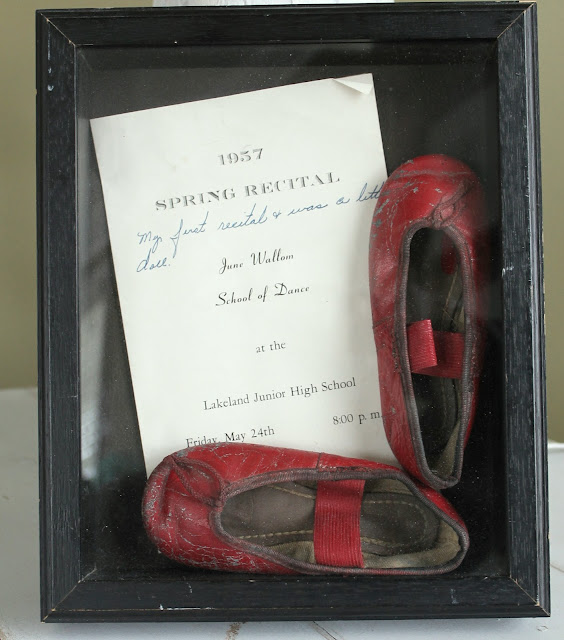 1957
SPRING RECITAL
My first recital & was a
doll.
June Wallom
School of Dance
at the
Lakeland Junior High School
Friday, May 24th 8:00 p. m.